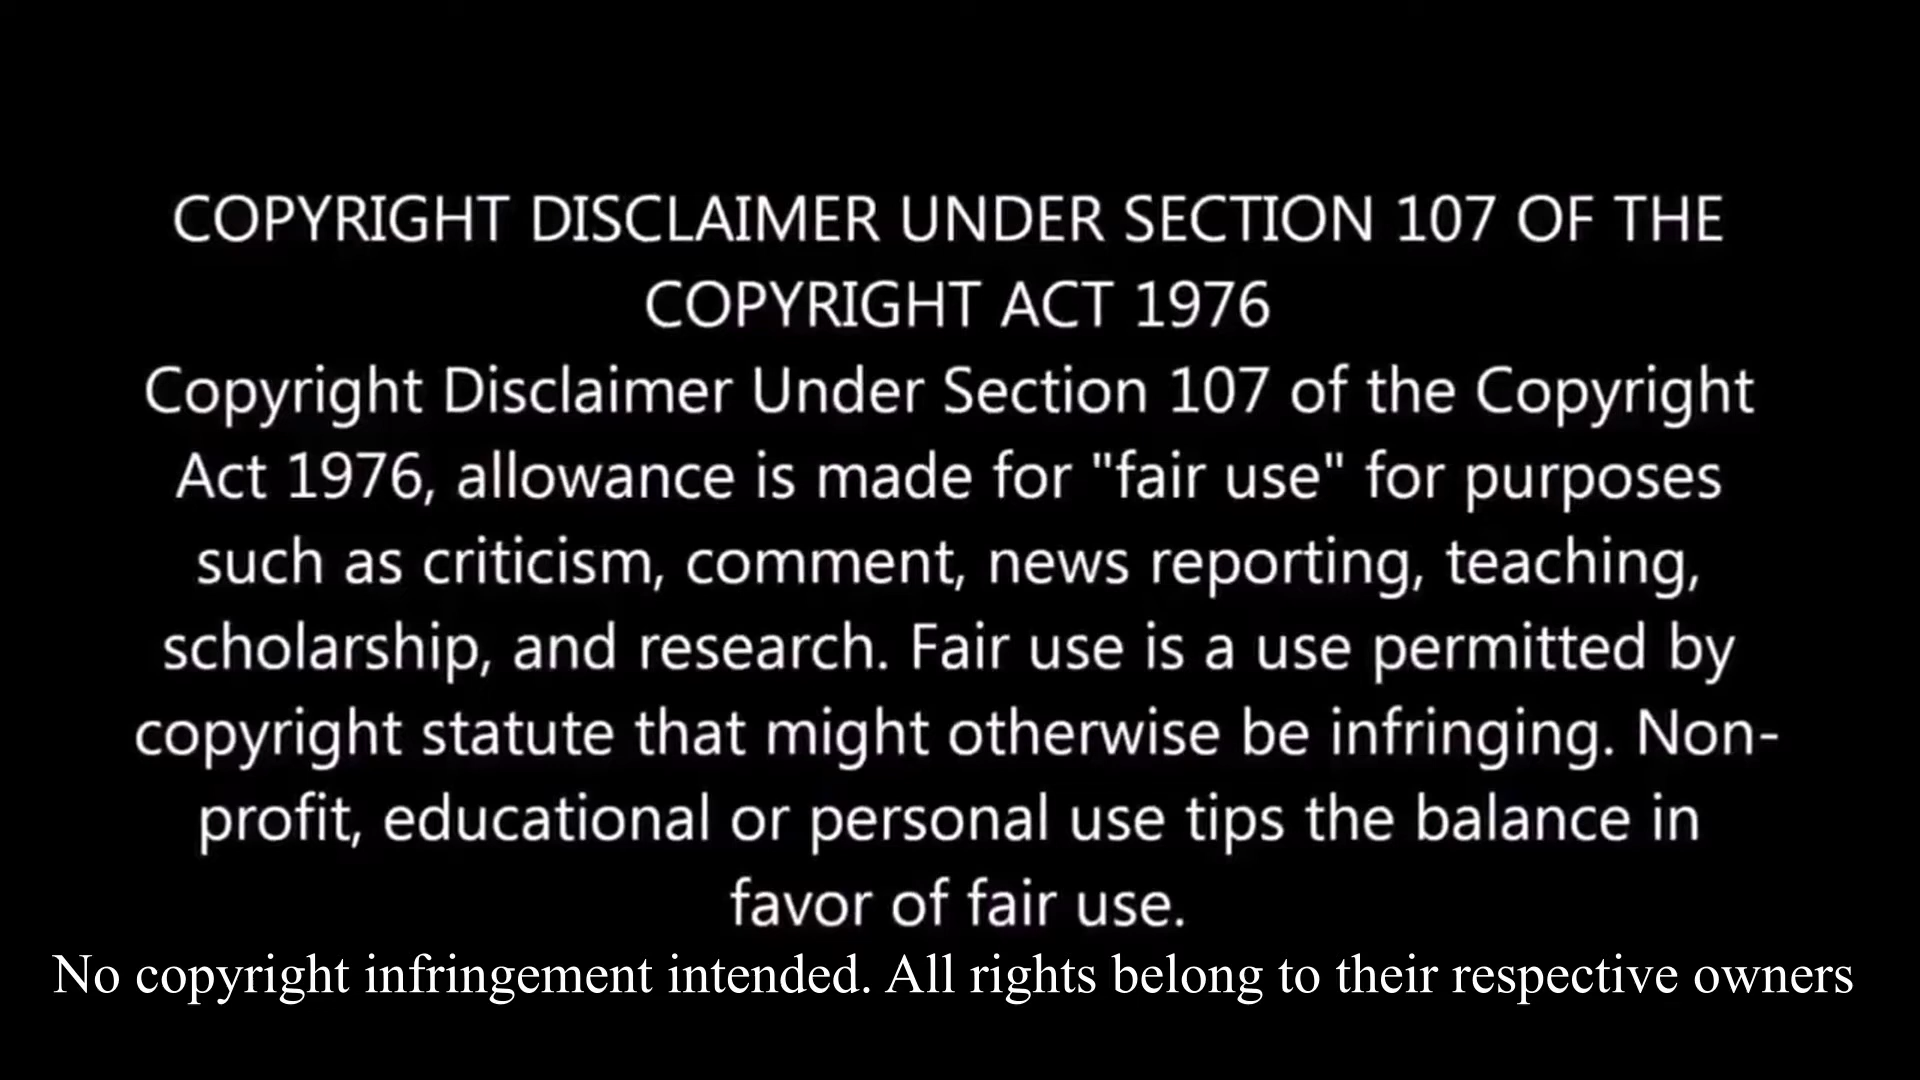 COPYRIGHT DISCLAIMER UNDER SECTION 107 OF THE
COPYRIGHT ACT 1976
Copyright Disclaimer Under Section 107 of the Copyright
Act 1976, allowance is made for "fair use" for purposes
such as criticism, comment, news reporting, teaching,
scholarship, and research. Fair use is a use permitted by
copyright statute that might otherwise be infringing. Non-
profit, educational or personal use tips the balance in
favor of fair use.
No copyright infringement intended. All rights belong to their respective owners